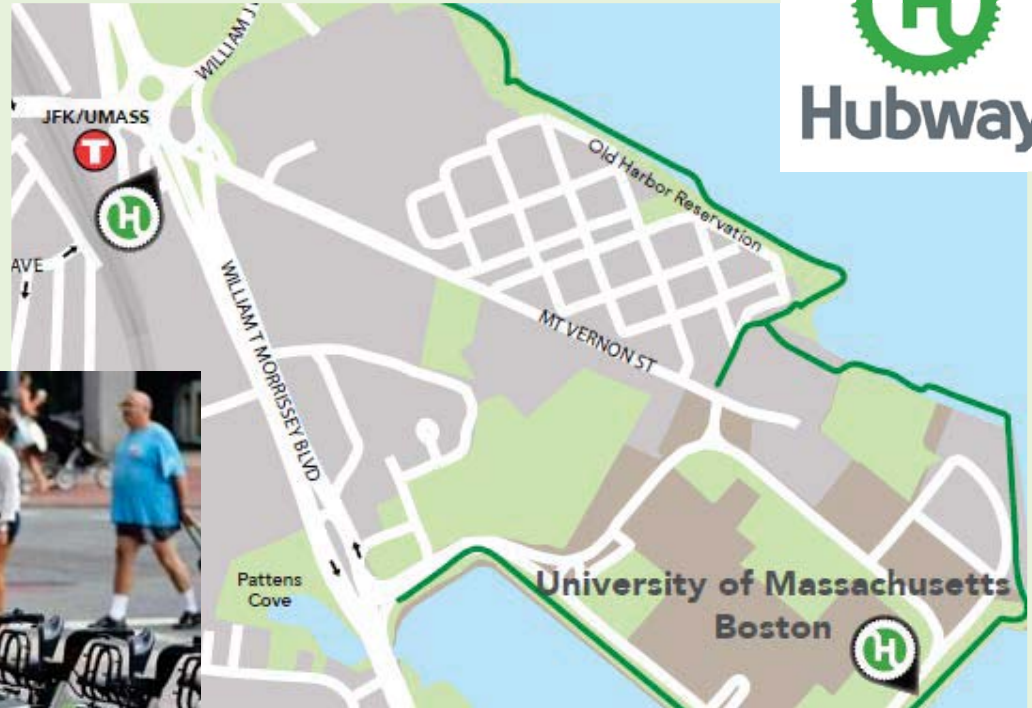 WILLIAM J
H
Hubway
JFK/UMASS
T
H
Old Harbor Reservation
AVE
WILLIAM T MORRISSEY BLVD
MT VERNON ST
Pattens
Cove
University of Massachusetts
Boston
H